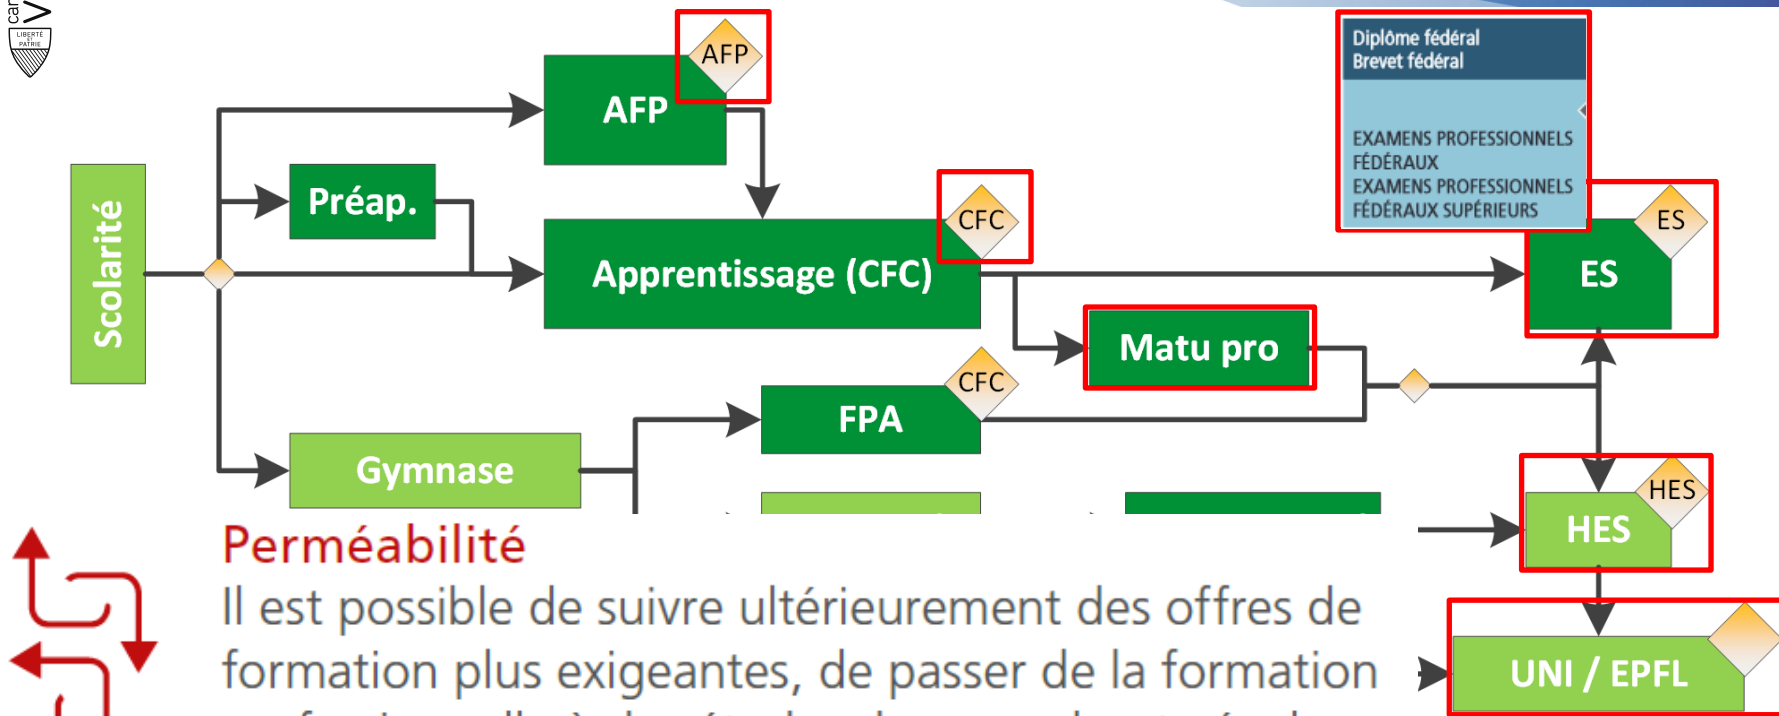 can
V
LIBERTÉ
ET
PATRIE
Diplôme fédéral
Brevet fédéral
EXAMENS PROFESSIONNELS
FÉDÉRAUX
EXAMENS PROFESSIONNELS
FÉDÉRAUX SUPÉRIEURS
AFP
AFP
Préap.
Scolarité
CFC
Apprentissage (CFC)
ES
ES
Matu pro
CFC
FPA
Gymnase
HES
HES
UNI / EPFL
Perméabilité
Il est possible de suivre ultérieurement des offres de
formation plus exigeantes, de passer de la formation